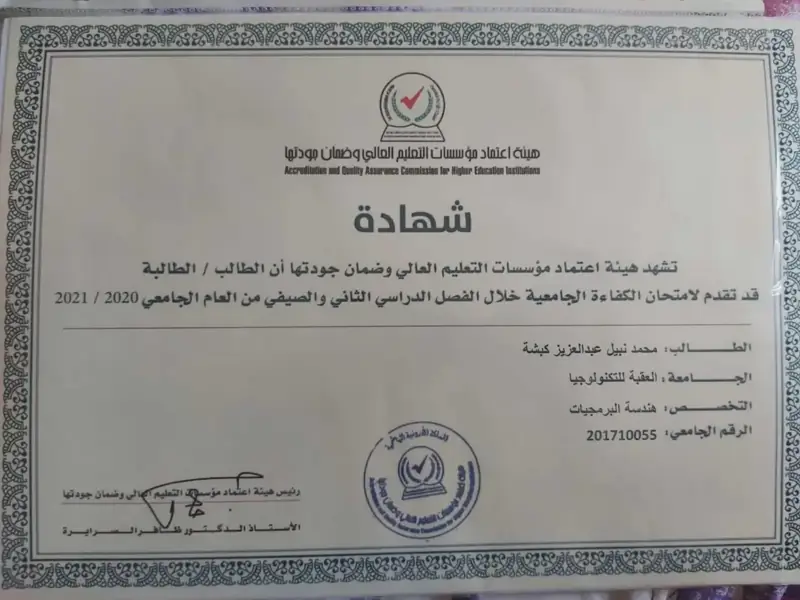 هيئة اعتماد مؤسسات التعليم العالي وضمان جودتها
Accreditation and Quality Assurance Commission for Higher Education Institutions
شهادة
تشهد هيئة اعتماد مؤسسات التعليم العالي وضمان جودتها أن الطالب / الطالبة
قد تقدم لامتحان الكفاءة الجامعية خلال الفصل الدراسي الثاني والصيفي من العام الجامعي 2020 / 2021
الطـــــالب: محمد نبيل عبدالعزيز كبشة
الجـــــامعة: العقبة للتكنولوجيا
التخصـــص: هندسة البرمجيات
الرقم الجامعي: 201710055
رئيس هيئة اعتماد مؤسسات التعليم العالي وضمان جودتها
الأستاذ الدكتور ظافر الصرايرة